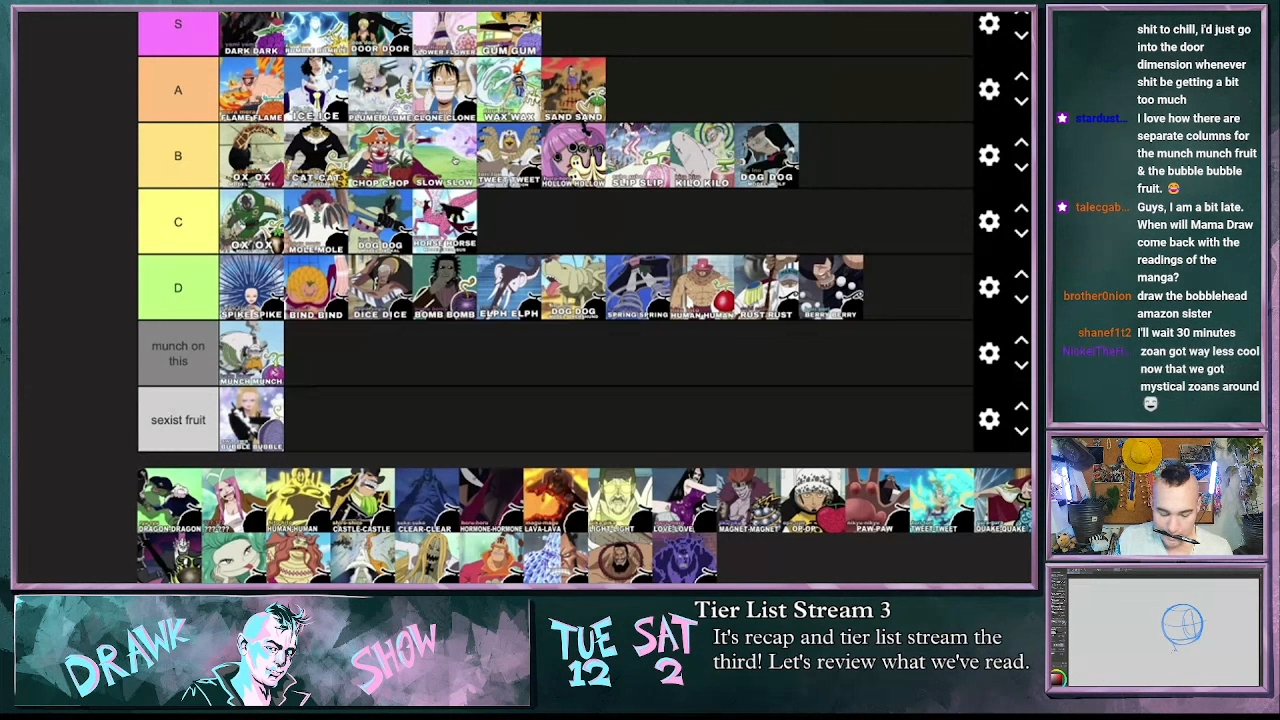 S
DARK DARK
DOOR DOOR
FLOWER FLOWER
GUM GUM
A
FLAME FLAME
ICE ICE
PLUME PLUME
CLONE CLONE
WAX WAX
SAND SAND
B
OX OX
CAT CAT
CHOP CHOP
SLOW SLOW
TWEET TWEET
HOLLOW HOLLOW
SLIP SLIP
KILO KILO
DOG DOG
C
OX OX
MOLE MOLE
DOG DOG
HORSE HORSE
D
SPIKE SPIKE
BIND BIND
DICE DICE
BOMB BOMB
ELPH ELPH
DOG DOG
SPRING SPRING
HUMAN HUMAN
RUST RUST
BERRY BERRY
munch on
this
MUNCH MUNCH
sexist fruit
BUBBLE BUBBLE
DRAGON-DRAGON
???-???
HUMAN-HUMAN
CASTLE-CASTLE
CLEAR-CLEAR
HORMONE-HORMONE
LAVA-LAVA
LIGHT-LIGHT
LOVE-LOVE
MAGNET-MAGNET
OP-OP
PAW-PAW
TWEET-TWEET
QUAKE-QUAKE
shit to chill, i'd just go
into the door
dimension whenever
shit be getting a bit
too much
stardust... I love how there are
separate columns for
the munch munch fruit
& the bubble bubble
fruit. 😄
talecgab... Guys, I am a bit late.
When will Mama Draw
come back with the
readings of the
manga?
brother0nion draw the bobblehead
amazon sister
shanef1t2 I'll wait 30 minutes
zoan got way less cool
now that we got
mystical zoans around
DRAWK
SHOW
TUE
12
SAT
2
Tier List Stream 3
It's recap and tier list stream the
third! Let's review what we've read.